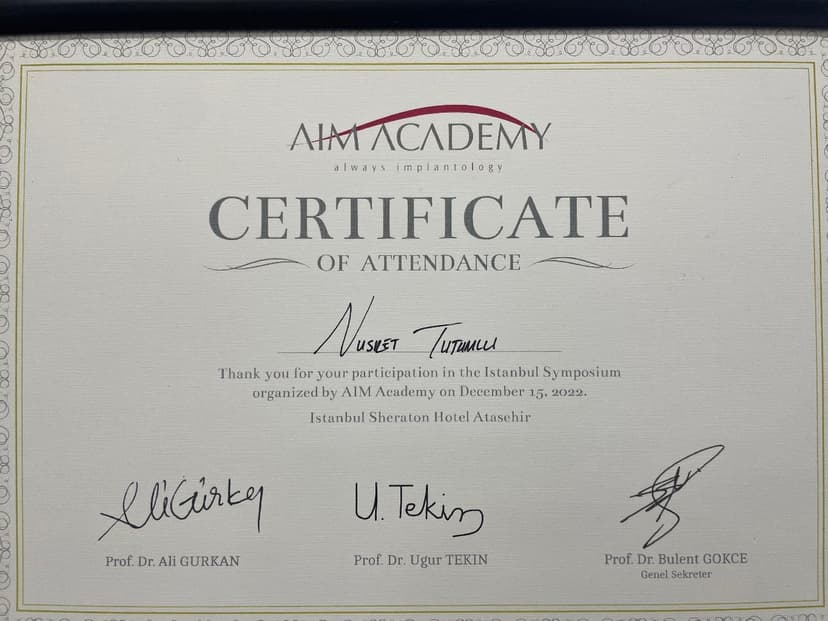 AIM ACADEMY
always implantology
CERTIFICATE
OF ATTENDANCE
NUSRET TUTUMLU
Thank you for your participation in the Istanbul Symposium
organized by AIM Academy on December 15, 2022.
Istanbul Sheraton Hotel Atasehir
Ali Gürkan
U. Tekin
Prof. Dr. Ali GURKAN
Prof. Dr. Ugur TEKIN
Prof. Dr. Bulent GOKCE
Genel Sekreter